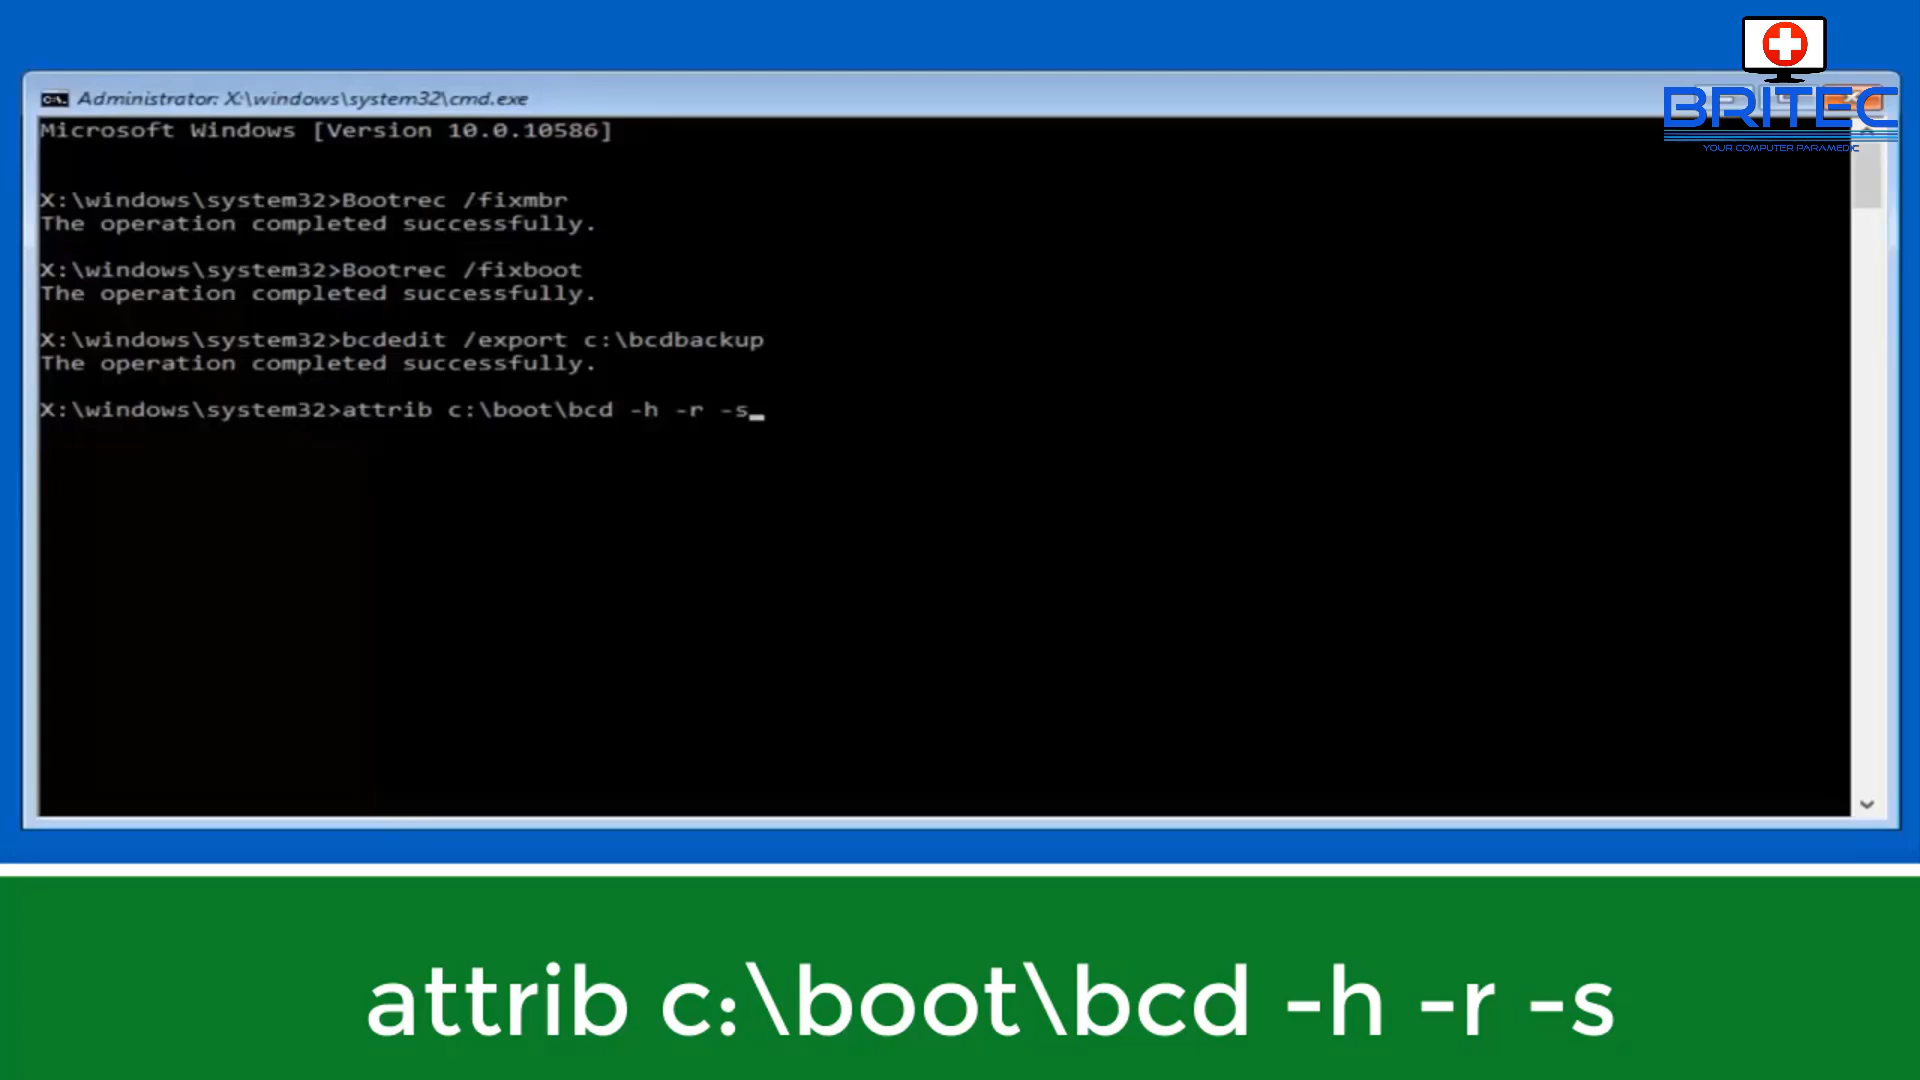 BRITEC
YOUR COMPUTER PARAMEDIC
Administrator: X:\windows\system32\cmd.exe
Microsoft Windows [Version 10.0.10586]
X:\windows\system32>Bootrec /fixmbr
The operation completed successfully.
X:\windows\system32>Bootrec /fixboot
The operation completed successfully.
X:\windows\system32>bcdedit /export c:\bcdbackup
The operation completed successfully.
X:\windows\system32>attrib c:\boot\bcd -h -r -s
attrib c:\boot\bcd -h -r -s